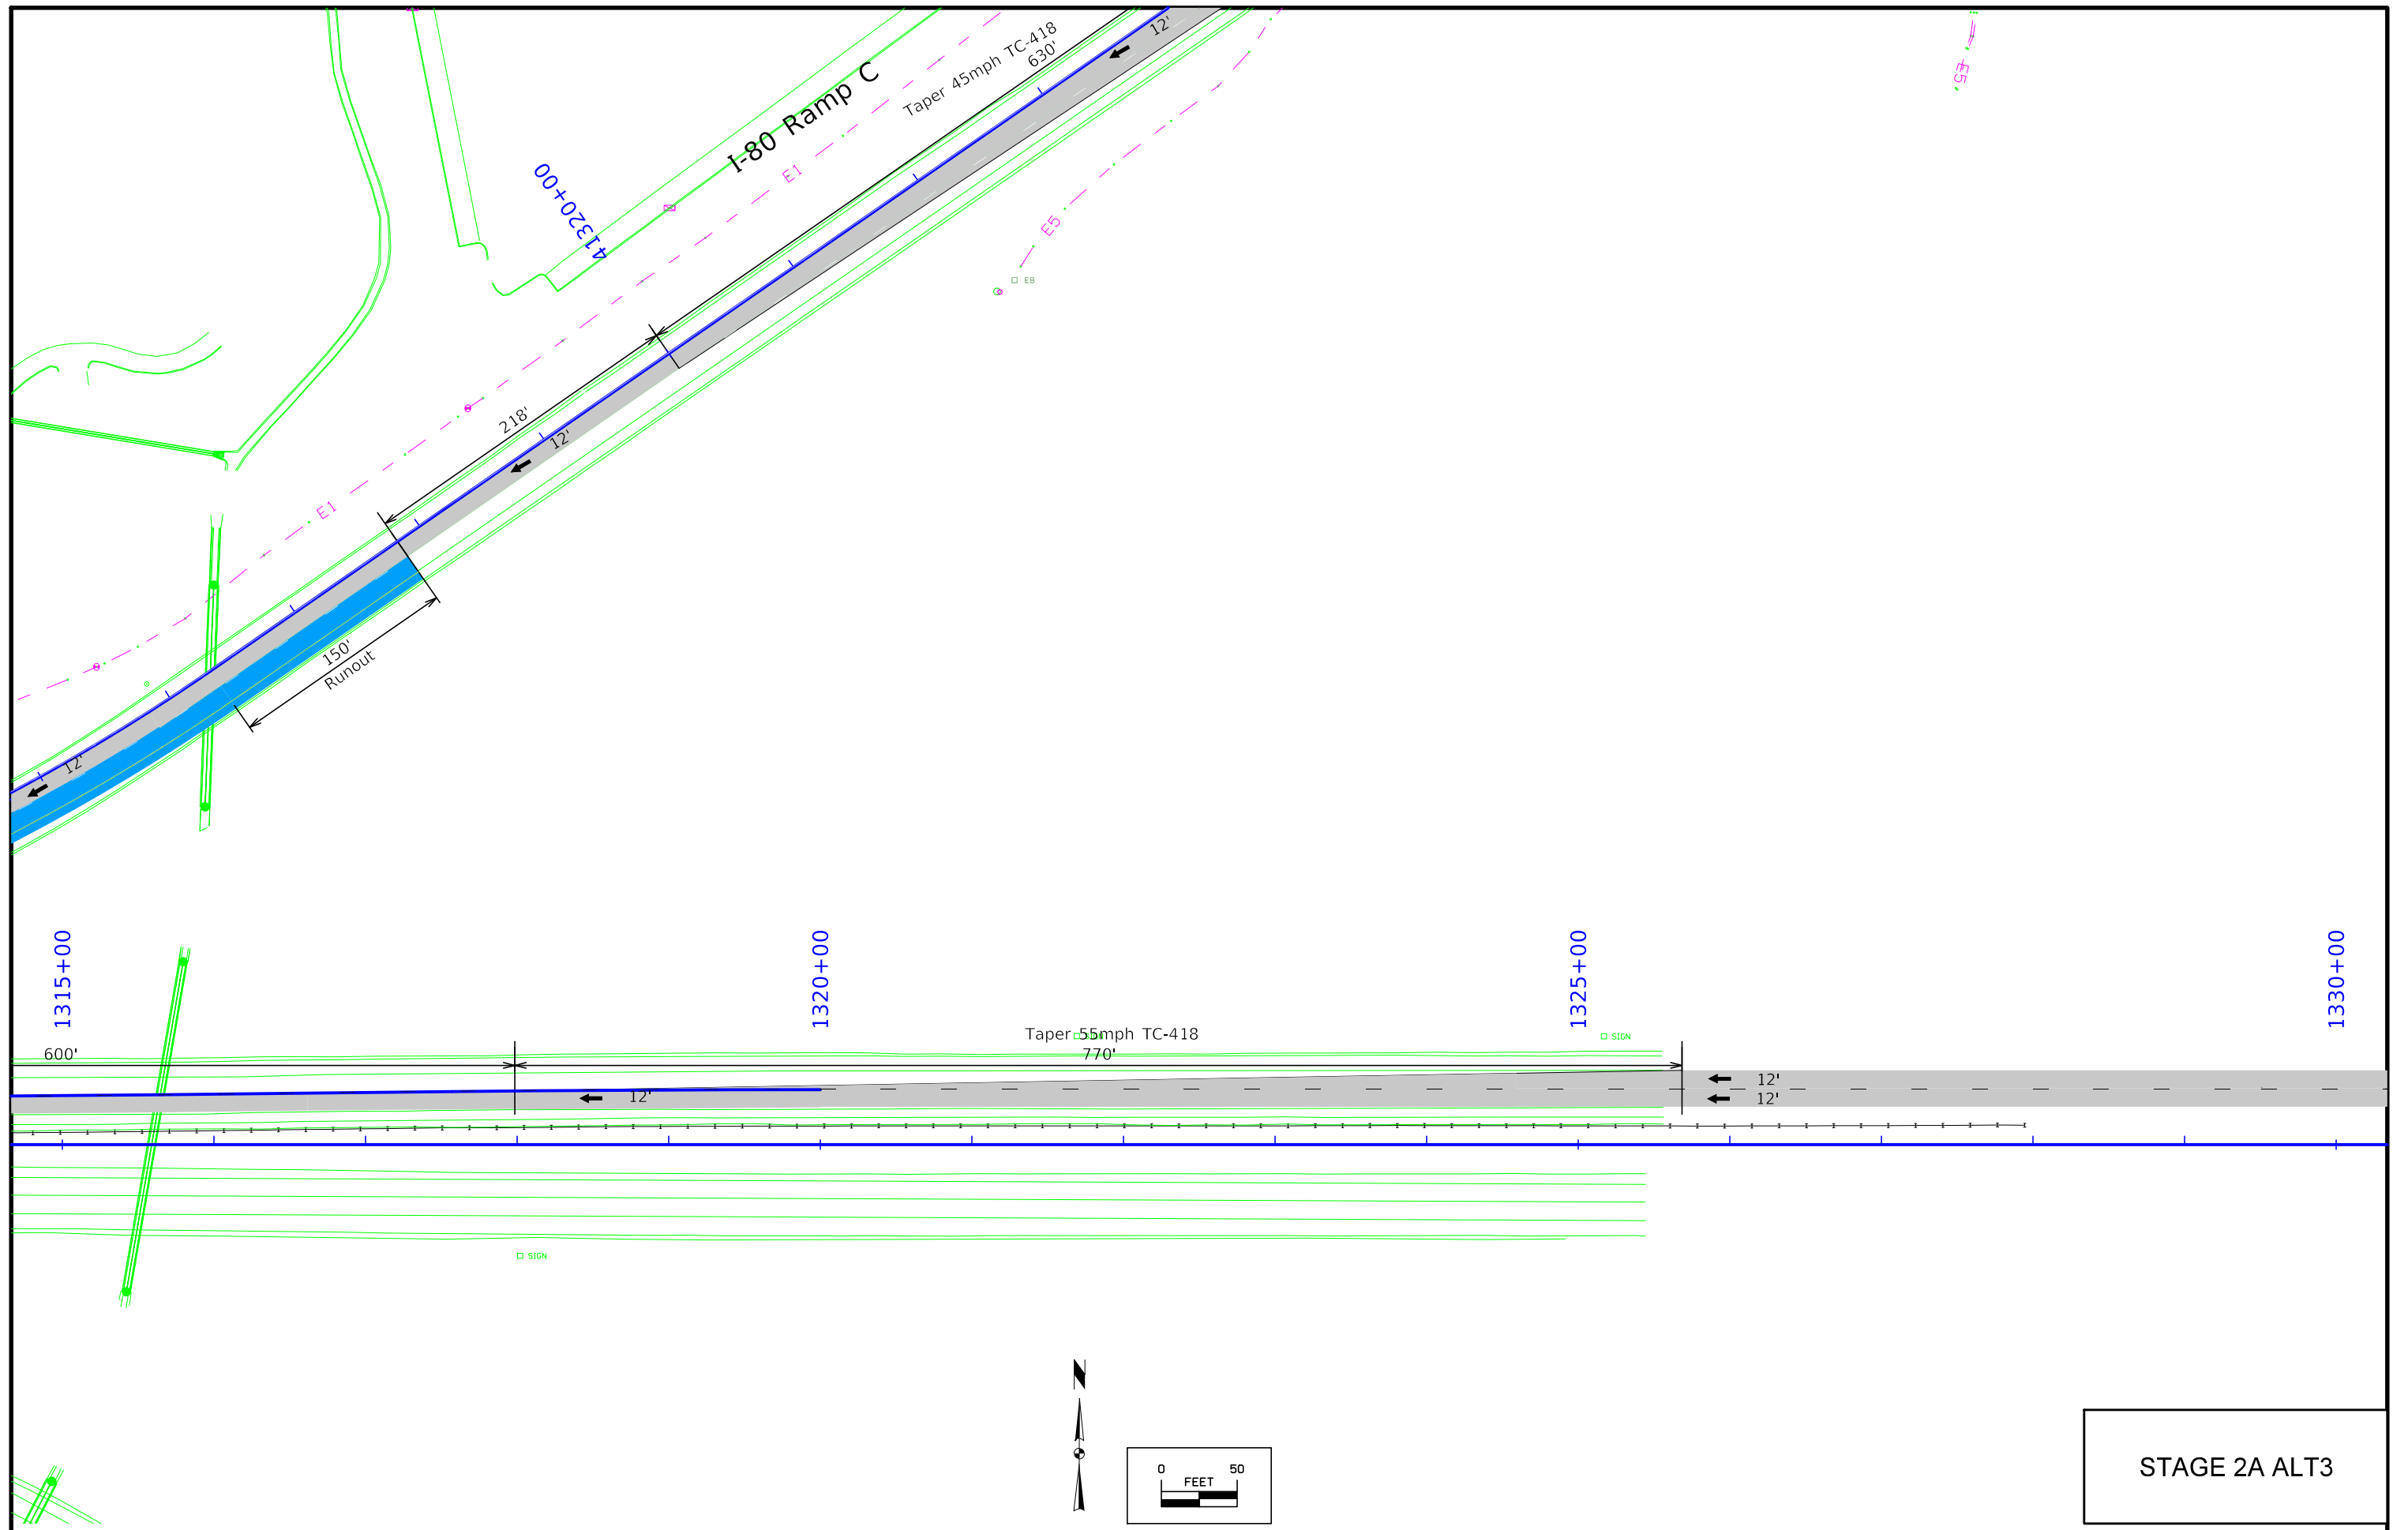 Taper 45mph TC-418
630'
12'
I-80 Ramp C
E5
E1
41320+00
E5
E8
218'
12'
E1
150'
Runout
12'
1315+00
1320+00
1325+00
1330+00
Taper 55mph TC-418
SIGN
600'
770'
12'
12'
12'
SIGN
N
0 50
FEET
STAGE 2A ALT3